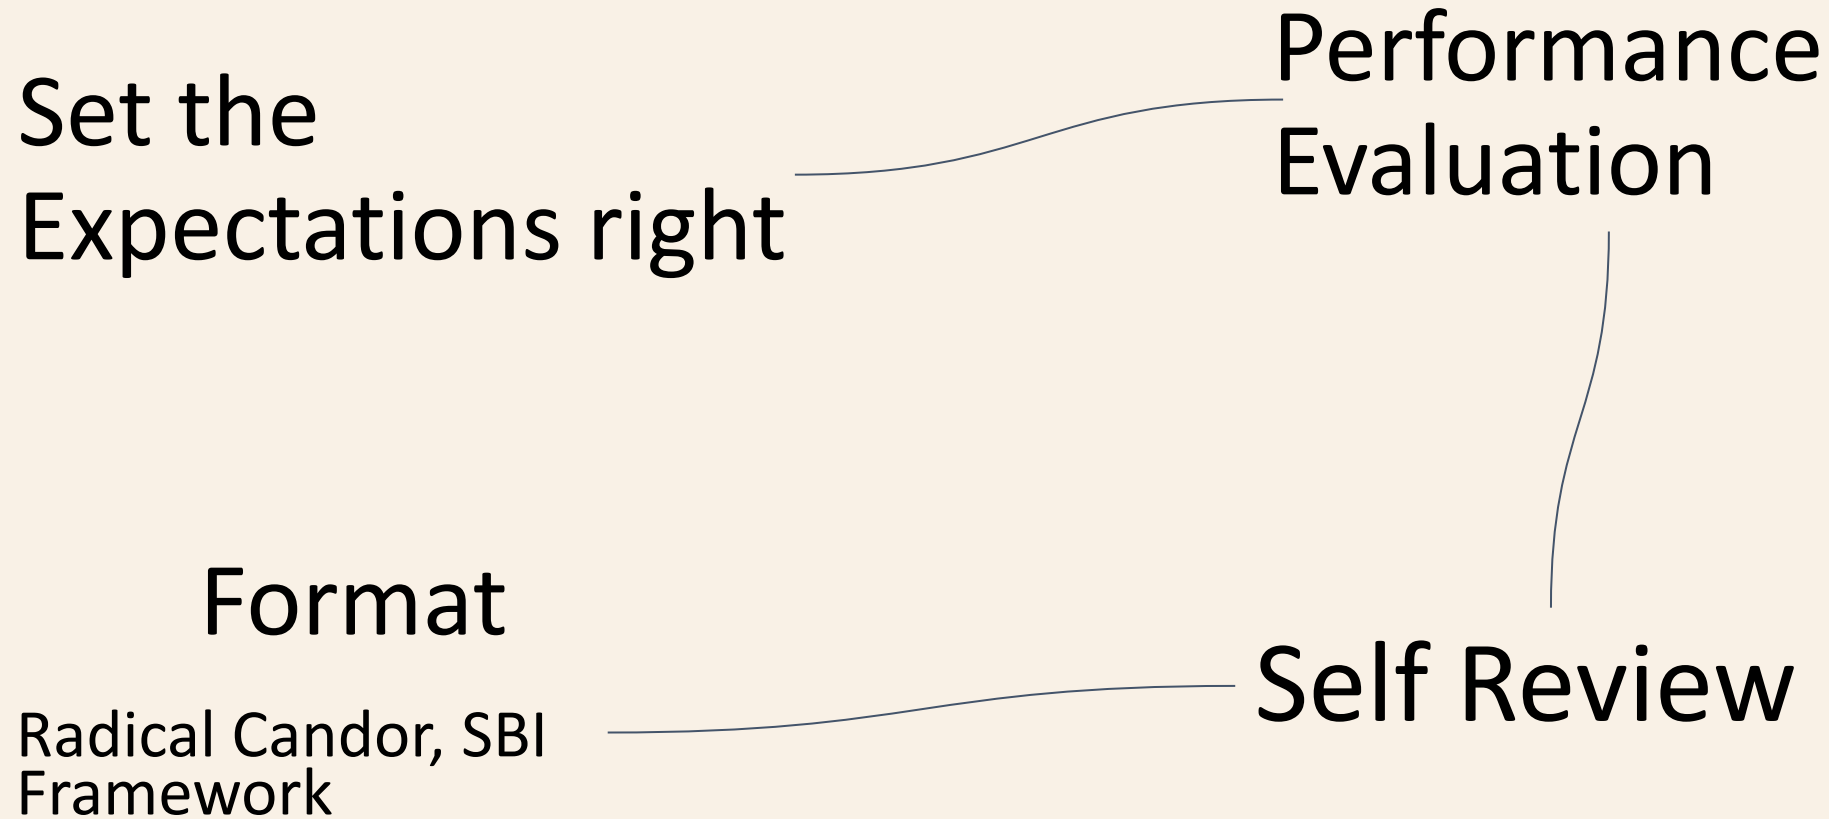 Set the
Expectations right
Performance
Evaluation
Format
Radical Candor, SBI
Framework
Self Review